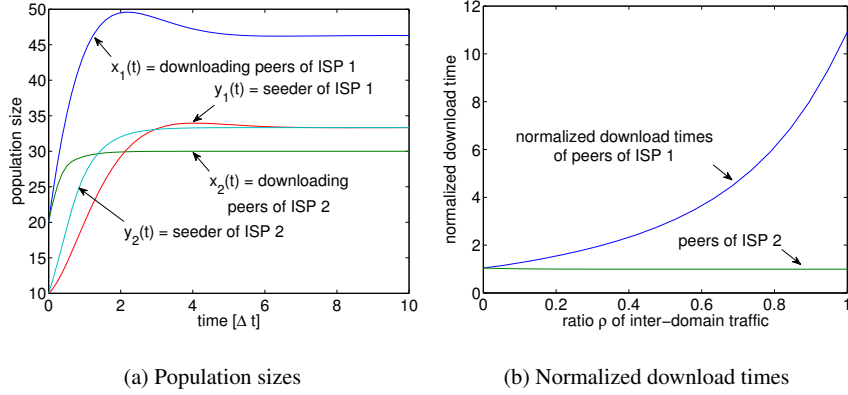 50
45
40
35
30
25
20
15
10
population size
x1(t) = downloading peers of ISP 1
y1(t) = seeder of ISP 1
x2(t) = downloading
peers of ISP 2
y2(t) = seeder of ISP 2
0 2 4 6 8 10
time [Δ t]
(a) Population sizes
12
10
8
6
4
2
0
normalized download time
normalized download times
of peers of ISP 1
peers of ISP 2
0 0.2 0.4 0.6 0.8 1
ratio ρ of inter−domain traffic
(b) Normalized download times